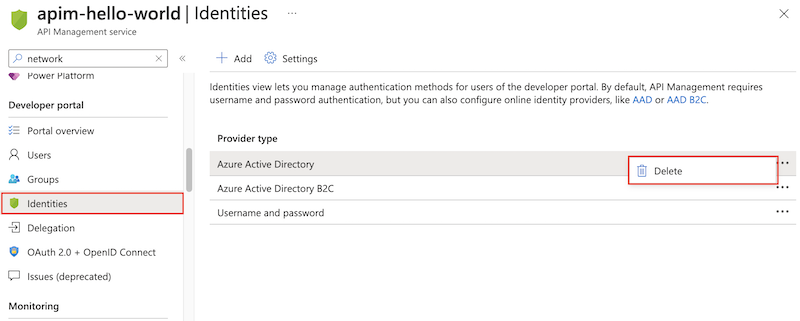 apim-hello-world | Identities ...
API Management service
network
Power Platform
Developer portal
Portal overview
Users
Groups
Identities
Delegation
OAuth 2.0 + OpenID Connect
Issues (deprecated)
Monitoring
Add Settings
Identities view lets you manage authentication methods for users of the developer portal. By default, API Management requires
username and password authentication, but you can also configure online identity providers, like AAD or AAD B2C.
Provider type
Azure Active Directory
Delete
Azure Active Directory B2C
Username and password